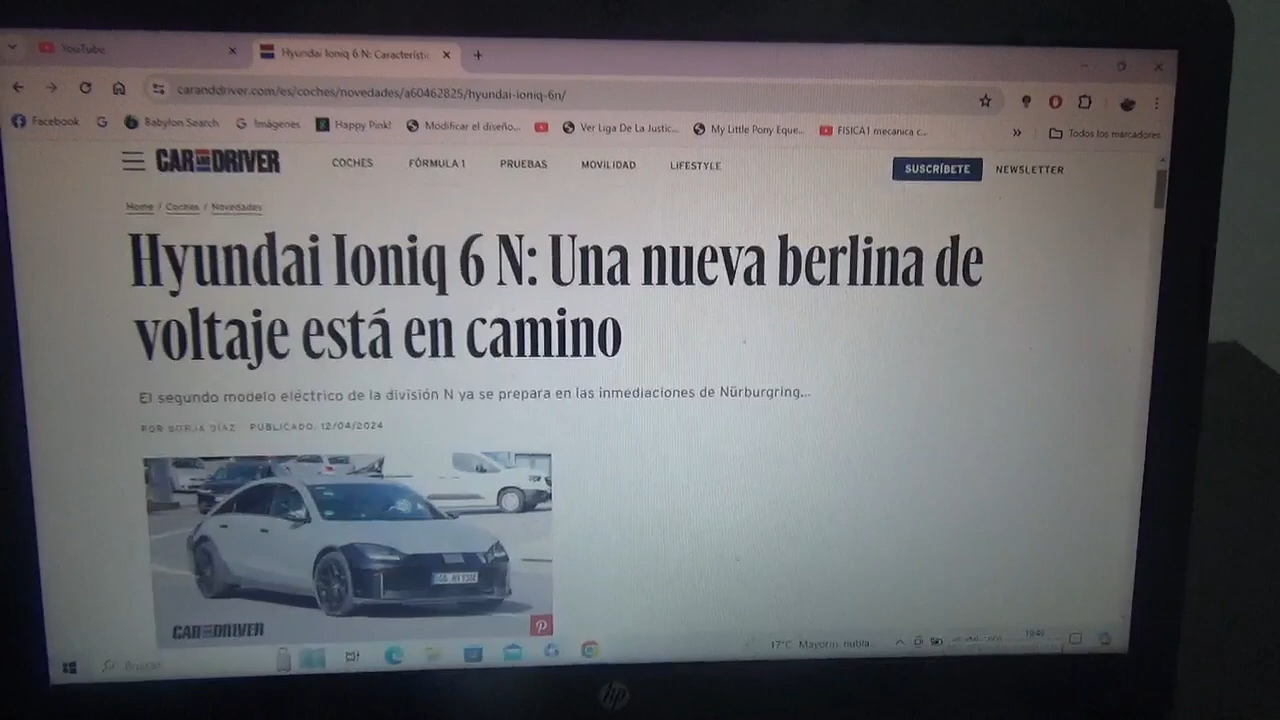 YouTube
Hyundai Ioniq 6 N: Característic
caranddriver.com/es/coches/novedades/a60462825/hyundai-ioniq-6n/
Facebook
Babylon Search
Imágenes
Happy Pink!
Modificar el diseño...
Ver Liga De La Justic...
My Little Pony Eque...
FISICA1 mecanica c...
»
Todos los marcadores
CAR AND DRIVER
COCHES
FÓRMULA 1
PRUEBAS
MOVILIDAD
LIFESTYLE
SUSCRÍBETE
NEWSLETTER
Home / Coches / Novedades
Hyundai Ioniq 6 N: Una nueva berlina de
voltaje está en camino
El segundo modelo eléctrico de la división N ya se prepara en las inmediaciones de Nürburgring...
POR BORJA DÍAZ PUBLICADO: 12/04/2024
CAR AND DRIVER
Buscar
17°C Mayorm. nubla.
hp